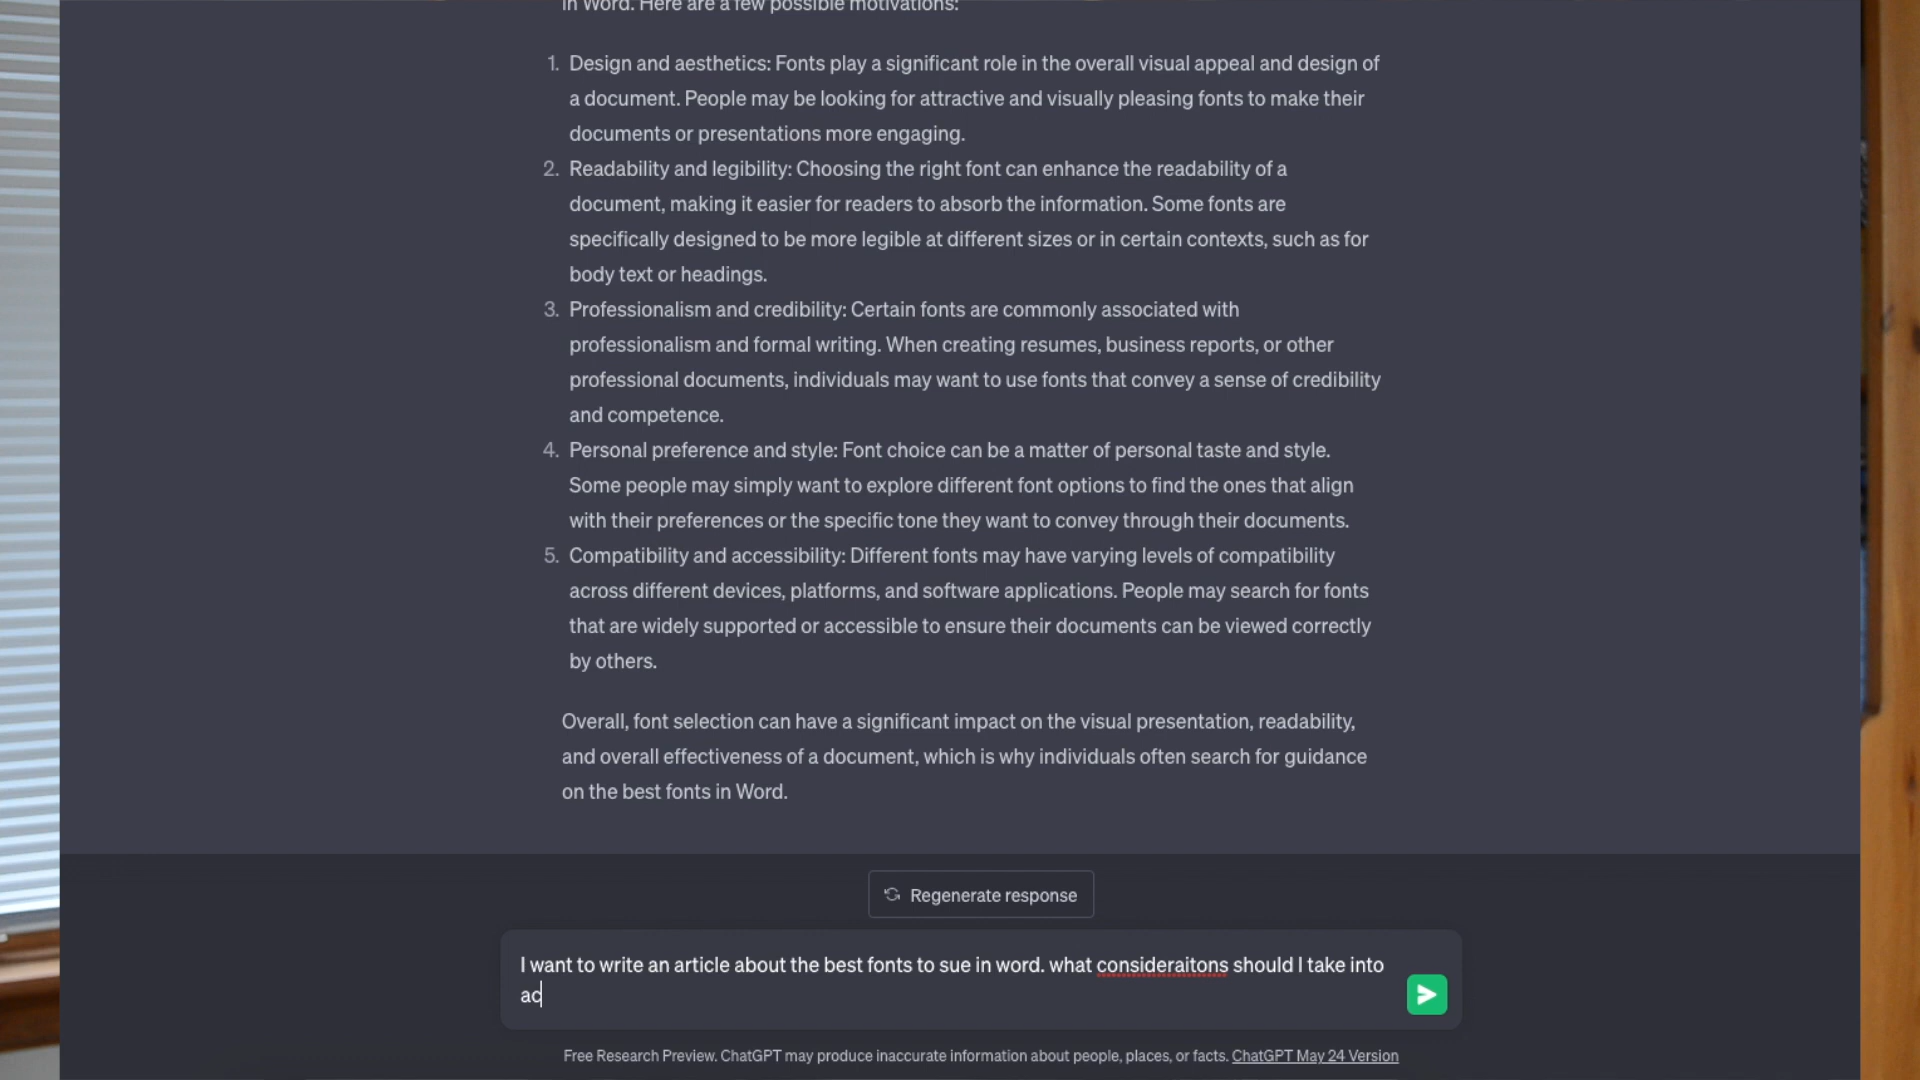 in Word. Here are a few possible motivations:
1. Design and aesthetics: Fonts play a significant role in the overall visual appeal and design of
a document. People may be looking for attractive and visually pleasing fonts to make their
documents or presentations more engaging.
2. Readability and legibility: Choosing the right font can enhance the readability of a
document, making it easier for readers to absorb the information. Some fonts are
specifically designed to be more legible at different sizes or in certain contexts, such as for
body text or headings.
3. Professionalism and credibility: Certain fonts are commonly associated with
professionalism and formal writing. When creating resumes, business reports, or other
professional documents, individuals may want to use fonts that convey a sense of credibility
and competence.
4. Personal preference and style: Font choice can be a matter of personal taste and style.
Some people may simply want to explore different font options to find the ones that align
with their preferences or the specific tone they want to convey through their documents.
5. Compatibility and accessibility: Different fonts may have varying levels of compatibility
across different devices, platforms, and software applications. People may search for fonts
that are widely supported or accessible to ensure their documents can be viewed correctly
by others.
Overall, font selection can have a significant impact on the visual presentation, readability,
and overall effectiveness of a document, which is why individuals often search for guidance
on the best fonts in Word.
Regenerate response
I want to write an article about the best fonts to sue in word. what consideraitons should I take into
ac
Free Research Preview. ChatGPT may produce inaccurate information about people, places, or facts. ChatGPT May 24 Version